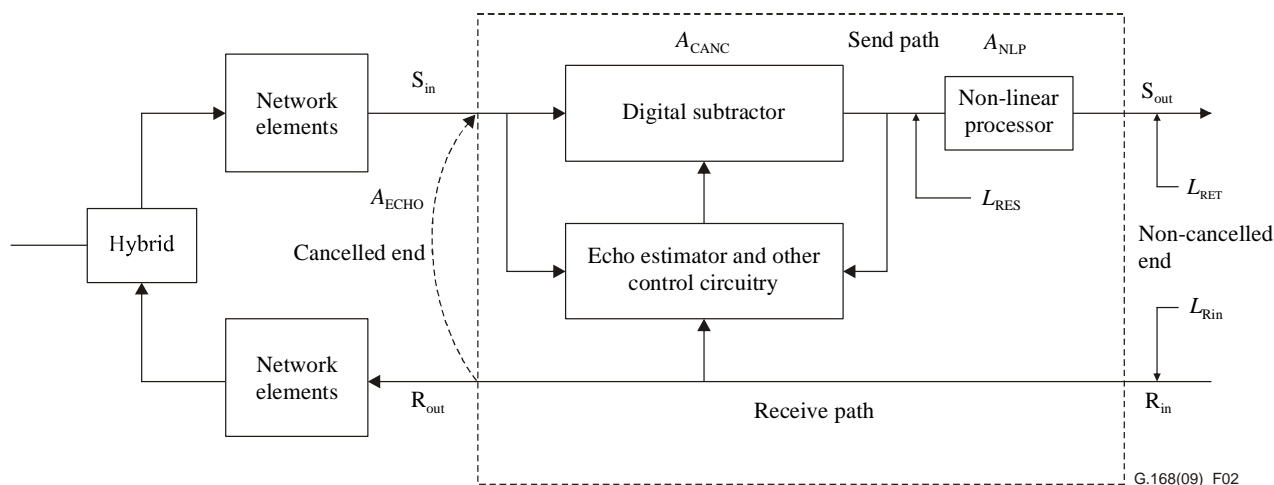 A_CANC
Send path
A_NLP
S_in
Network
elements
Digital subtractor
Non-linear
processor
S_out
A_ECHO
L_RES
L_RET
Hybrid
Cancelled end
Echo estimator and other
control circuitry
Non-cancelled
end
L_Rin
Network
elements
R_out
Receive path
R_in
G.168(09)_F02